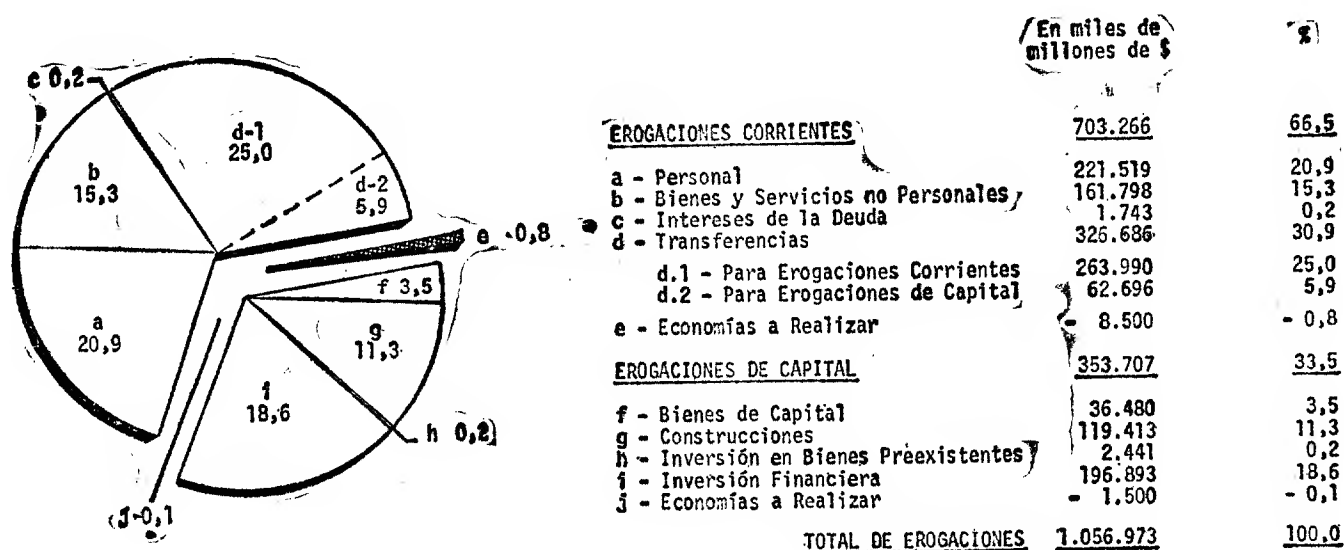 c 0,2
d-1
25,0
b
15,3
d-2
5,9
e -0,8
f 3,5
a
20,9
g
11,3
i
18,6
h 0,2
J-0,1
En miles de
millones de $
%
EROGACIONES CORRIENTES 703.266 66,5
a - Personal 221.519 20,9
b - Bienes y Servicios no Personales 161.798 15,3
c - Intereses de la Deuda 1.743 0,2
d - Transferencias 326.686 30,9
d.1 - Para Erogaciones Corrientes 263.990 25,0
d.2 - Para Erogaciones de Capital 62.696 5,9
e - Economías a Realizar - 8.500 - 0,8
EROGACIONES DE CAPITAL 353.707 33,5
f - Bienes de Capital 36.480 3,5
g - Construcciones 119.413 11,3
h - Inversión en Bienes Preexistentes 2.441 0,2
i - Inversión Financiera 196.893 18,6
j - Economías a Realizar - 1.500 - 0,1
TOTAL DE EROGACIONES 1.056.973 100,0